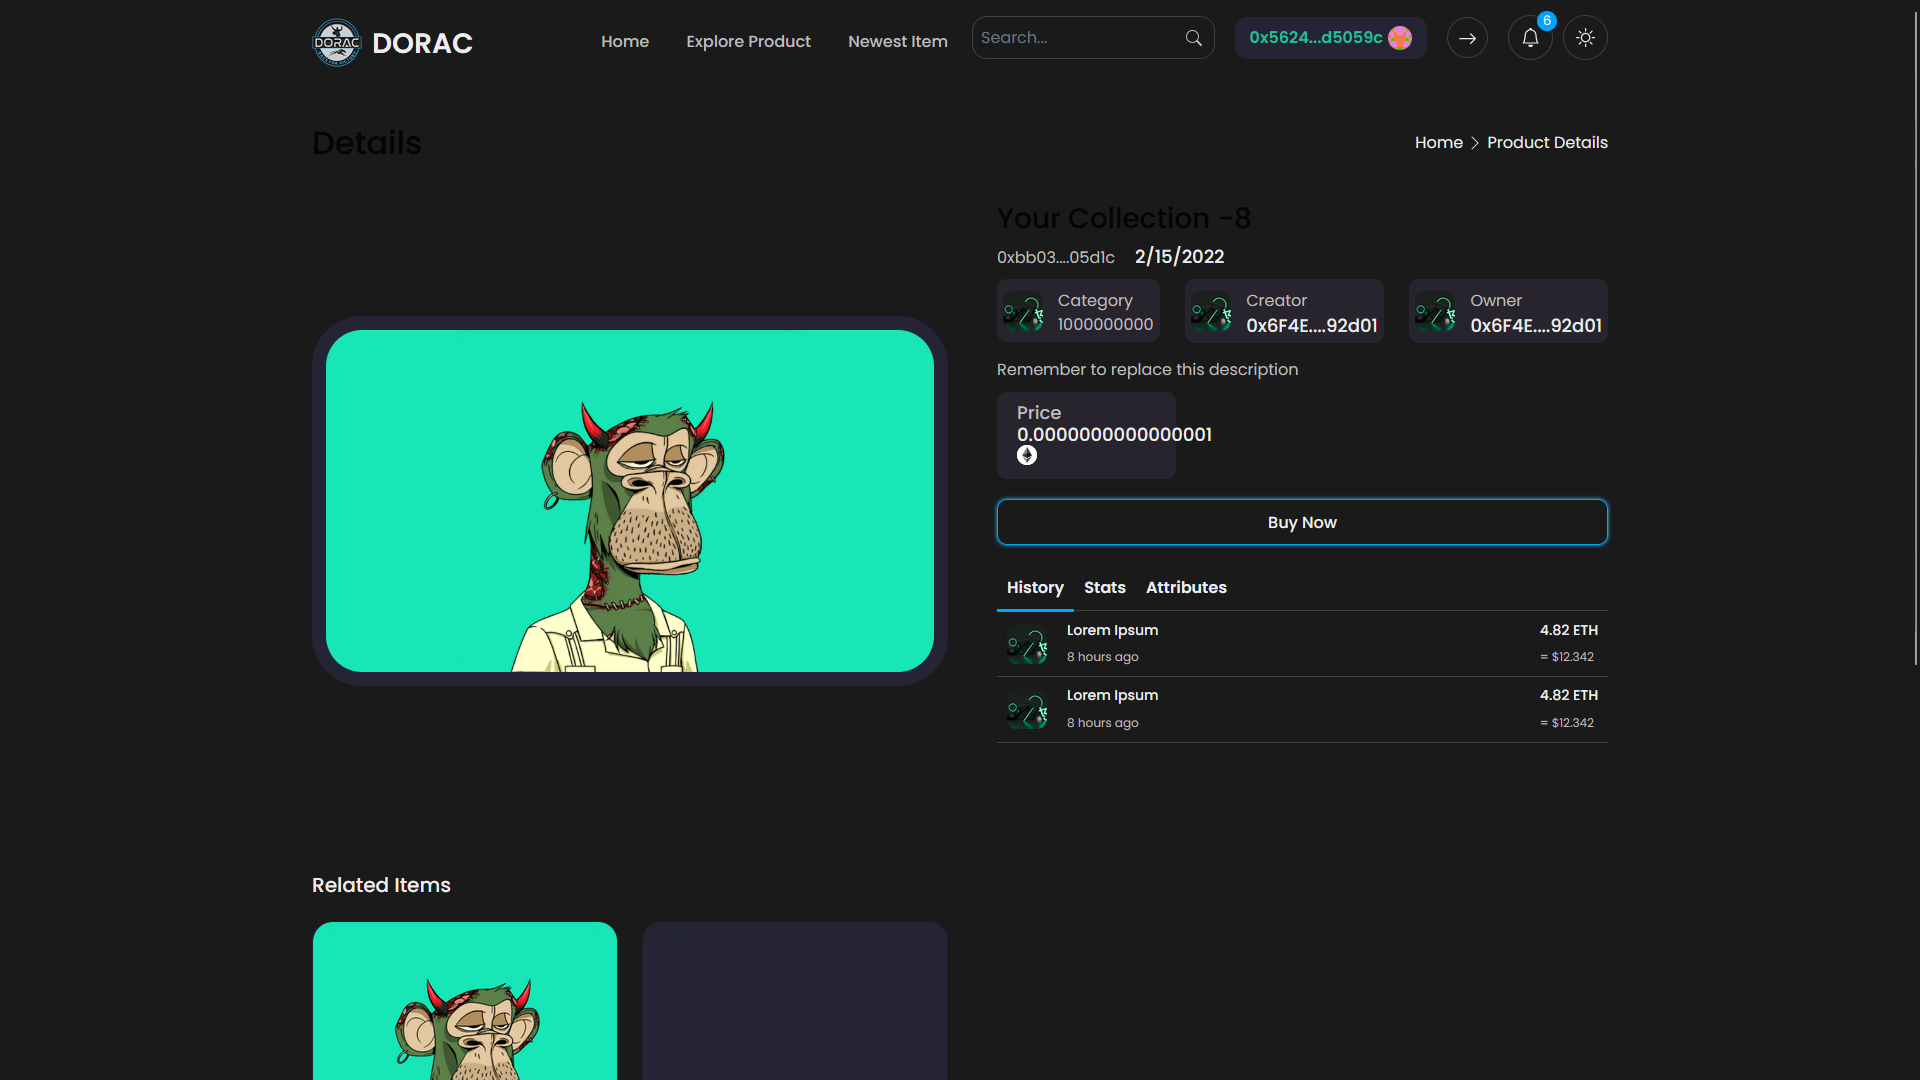 DORAC
DORAC
Home
Explore Product
Newest Item
Search...
0x5624...d5059c
6
Details
Home > Product Details
Your Collection -8
0xbb03....05d1c 2/15/2022
Category
1000000000
Creator
0x6F4E....92d01
Owner
0x6F4E....92d01
Remember to replace this description
Price
0.0000000000000001
Buy Now
History Stats Attributes
Lorem Ipsum 4.82 ETH
8 hours ago = $12.342
Lorem Ipsum 4.82 ETH
8 hours ago = $12.342
Related Items